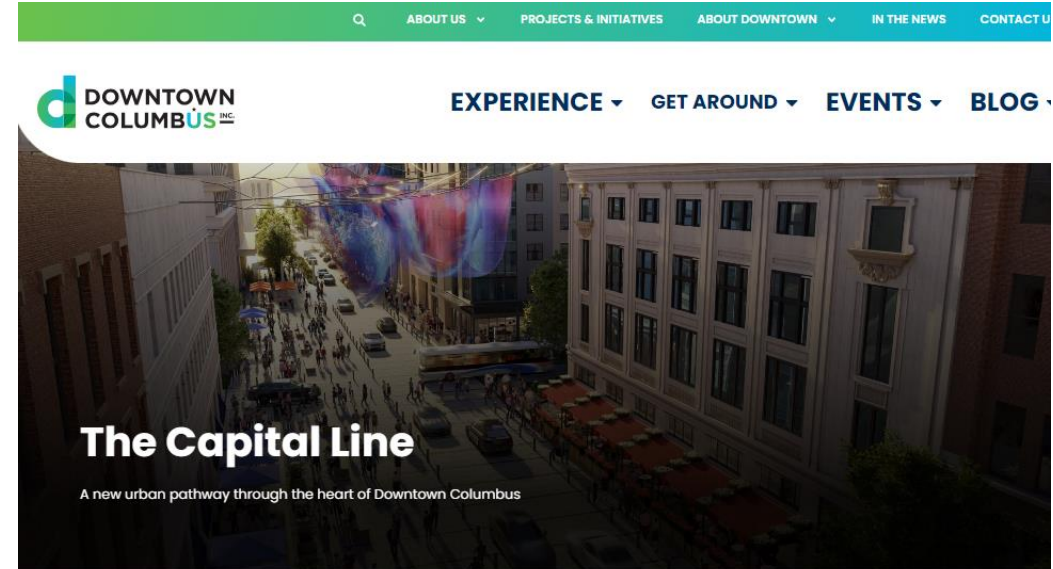 ABOUT US PROJECTS & INITIATIVES ABOUT DOWNTOWN IN THE NEWS CONTACT U
DOWNTOWN
COLUMBUS INC.
EXPERIENCE GET AROUND EVENTS BLOG
The Capital Line
A new urban pathway through the heart of Downtown Columbus